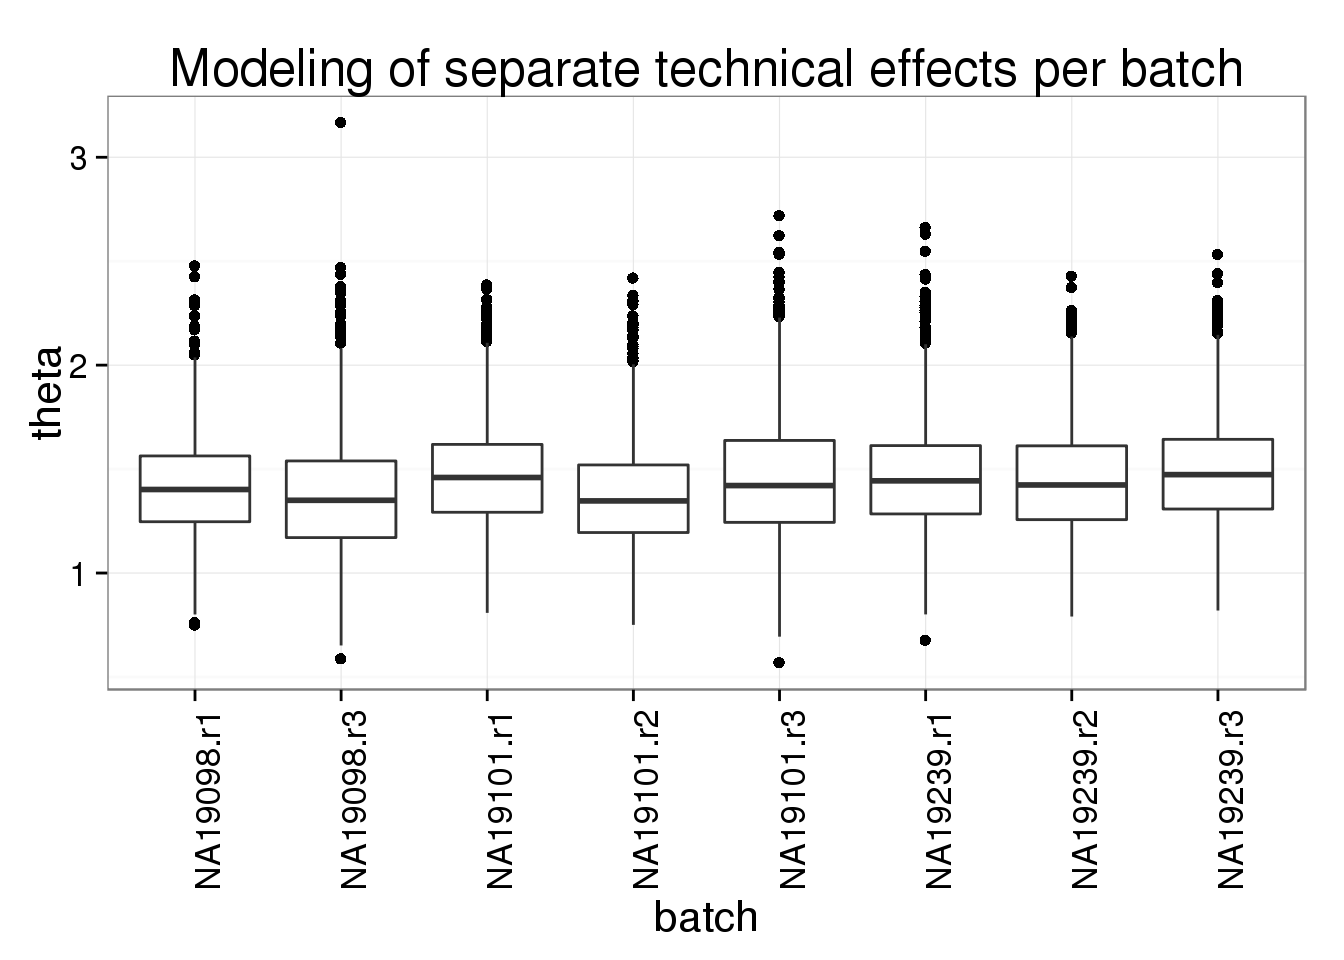 Modeling of separate technical effects per batch
3
2
1
theta
NA19098.r1
NA19098.r3
NA19101.r1
NA19101.r2
NA19101.r3
NA19239.r1
NA19239.r2
NA19239.r3
batch